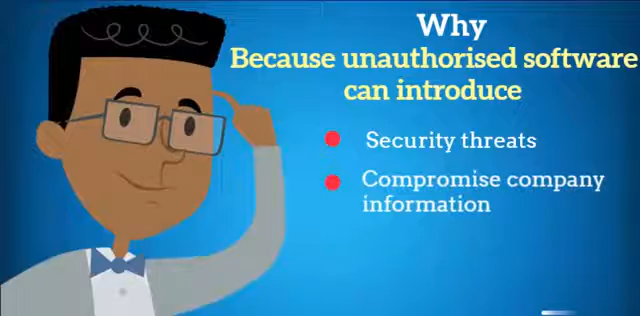 Why
Because unauthorised software
can introduce
Security threats
Compromise company
information